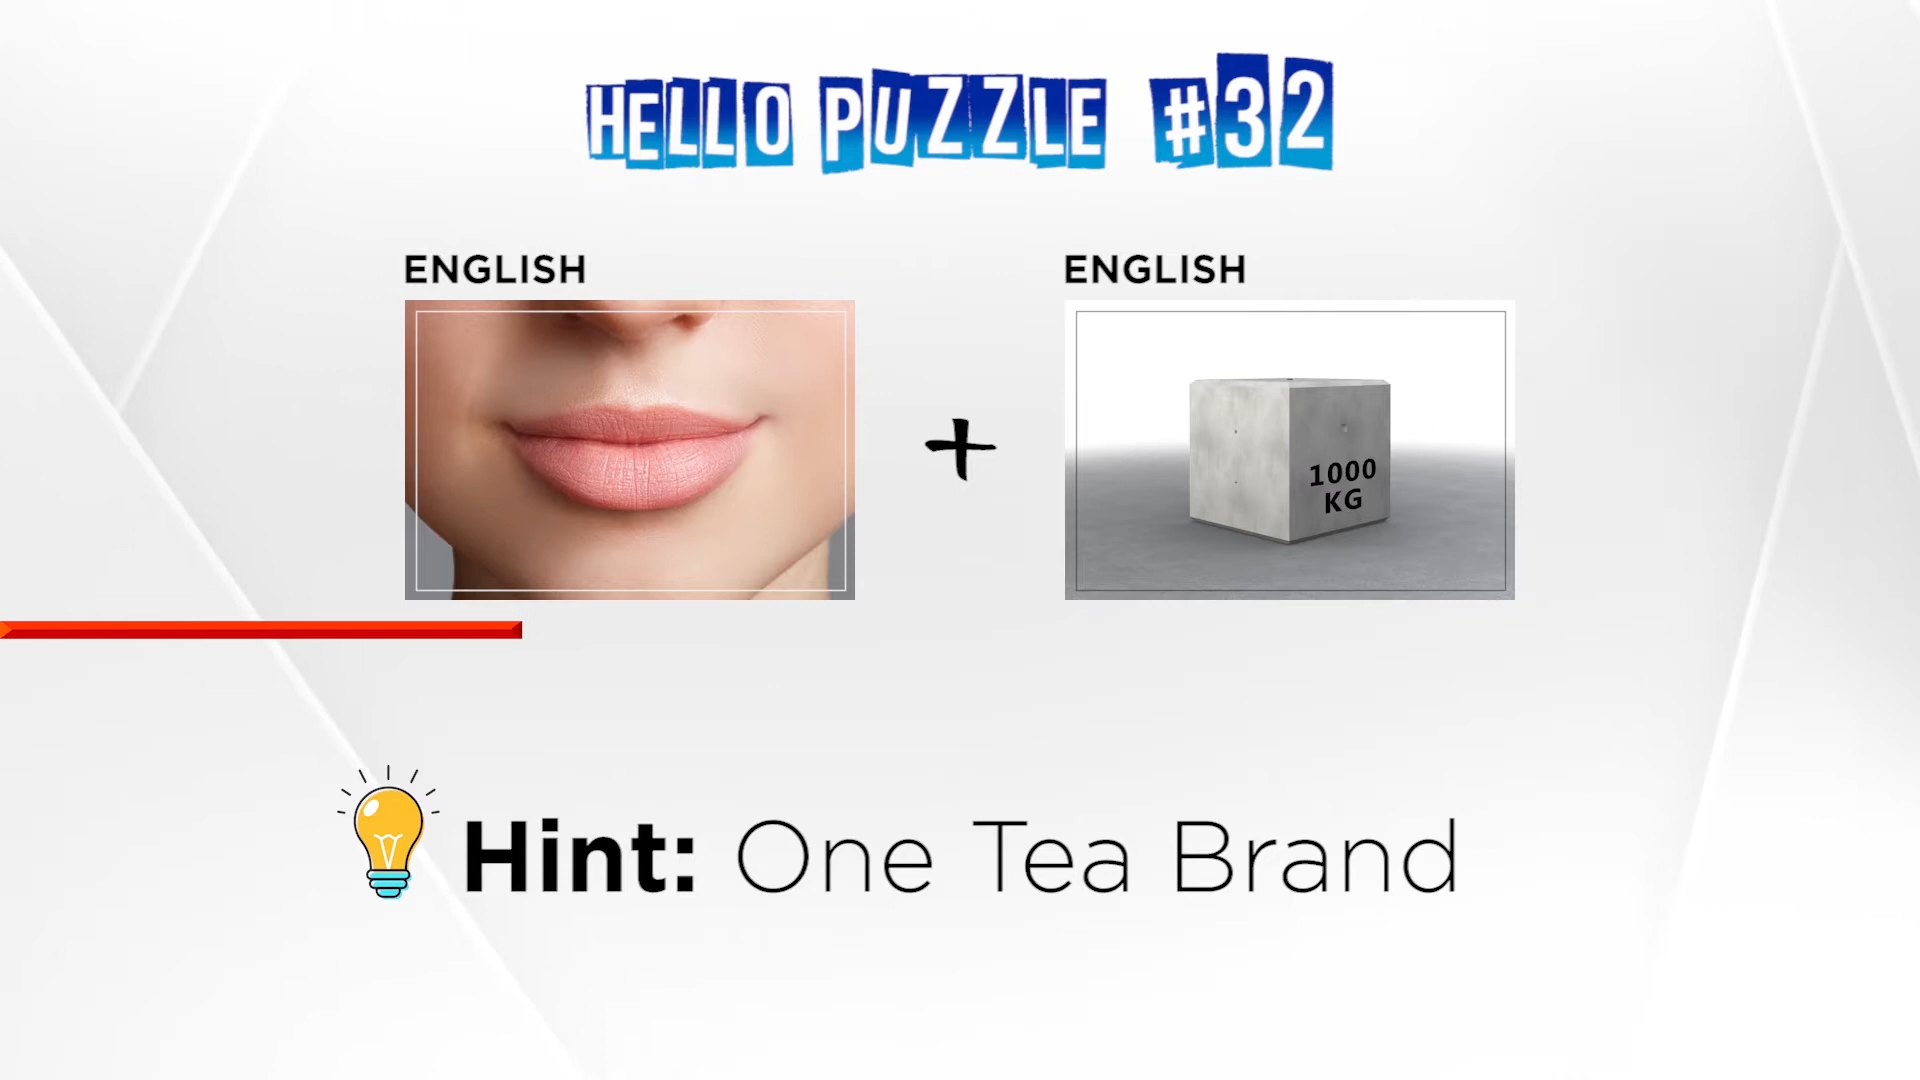 HELLO PUZZLE #32
ENGLISH
ENGLISH
1000
KG
Hint: One Tea Brand